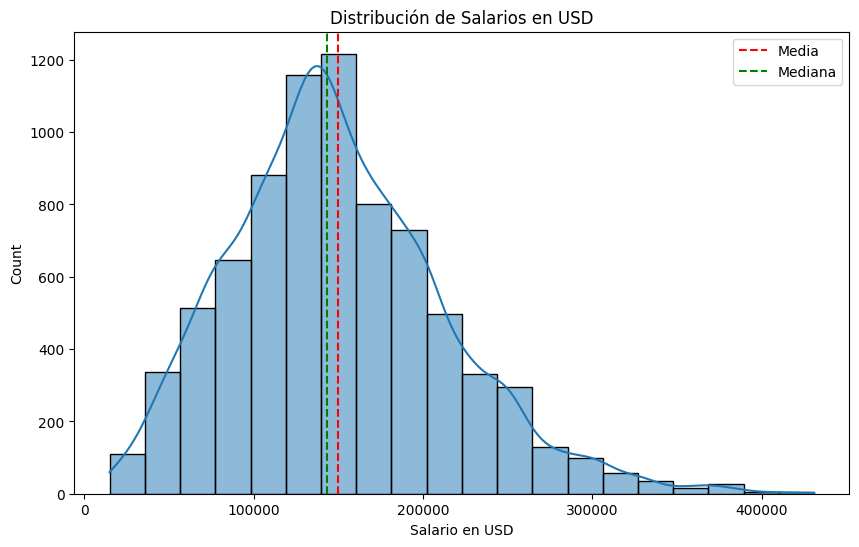 Distribución de Salarios en USD
Media
Mediana
1200
1000
800
600
400
200
0
Count
0 100000 200000 300000 400000
Salario en USD